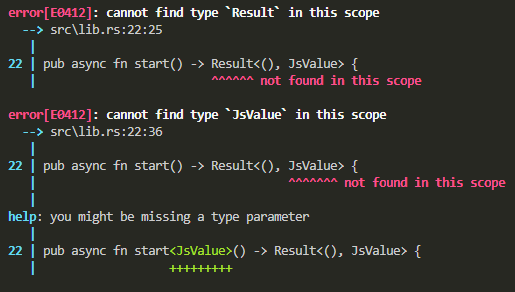 error[E0412]: cannot find type `Result` in this scope
  --> src\lib.rs:22:25
   |
22 | pub async fn start() -> Result<(), JsValue> {
   |                         ^^^^^^ not found in this scope

error[E0412]: cannot find type `JsValue` in this scope
  --> src\lib.rs:22:36
   |
22 | pub async fn start() -> Result<(), JsValue> {
   |                                    ^^^^^^^ not found in this scope
   |
help: you might be missing a type parameter
   |
22 | pub async fn start<JsValue>() -> Result<(), JsValue> {
   |                   +++++++++